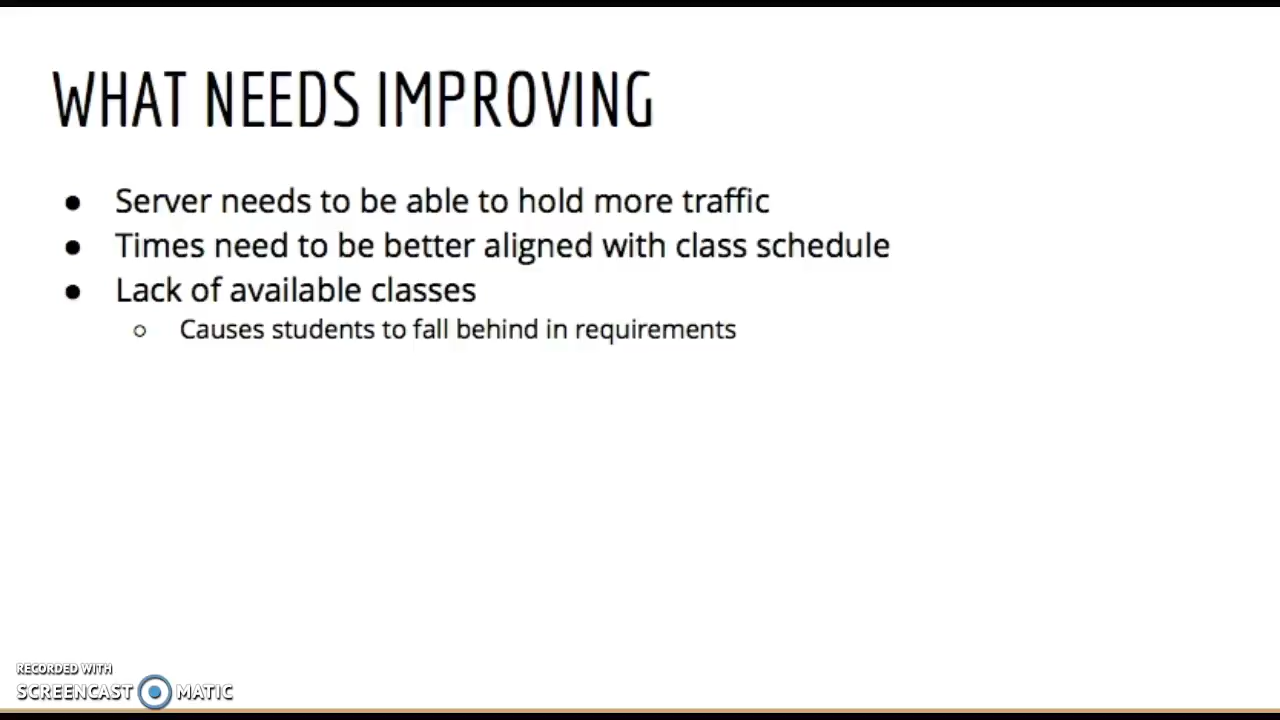 WHAT NEEDS IMPROVING
● Server needs to be able to hold more traffic
● Times need to be better aligned with class schedule
● Lack of available classes
○ Causes students to fall behind in requirements
RECORDED WITH
SCREENCAST MATIC